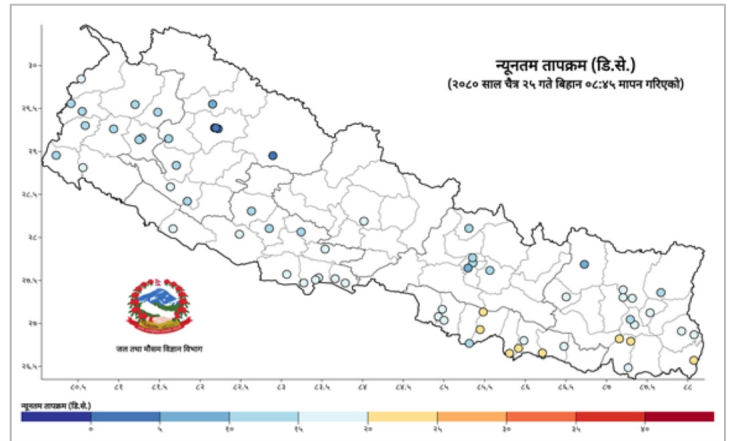 न्यूनतम तापक्रम (डि.से.)
(२०८० साल चैत्र २५ गते बिहान ०८:४५ मापन गरिएको)
३०
२९.५
२९
२८.५
२८
२७.५
२७
२६.५
जल तथा मौसम विज्ञान विभाग
८०.५ ८१ ८१.५ ८२ ८२.५ ८३ ८३.५ ८४ ८४.५ ८५ ८५.५ ८६ ८६.५ ८७ ८७.५ ८८
न्यूनतम तापक्रम (डि.से.)
० ५ १० १५ २० २५ ३० ३५ ४०